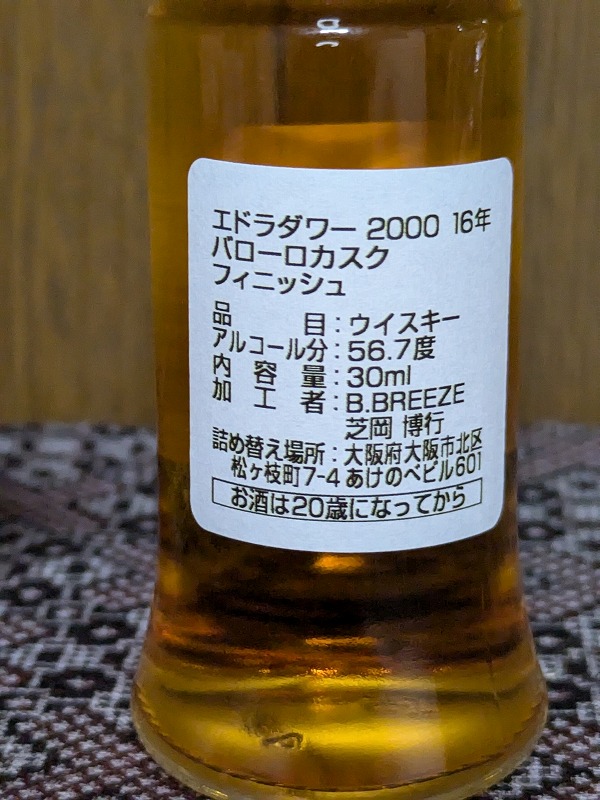 エドラダワー 2000 16年
バローロカスク
フィニッシュ
品目:ウイスキー
アルコール分:56.7度
内容量:30ml
加工者:B.BREEZE
芝岡 博行
詰め替え場所:大阪府大阪市北区
松ヶ枝町7-4 あけのべビル601
お酒は20歳になってから